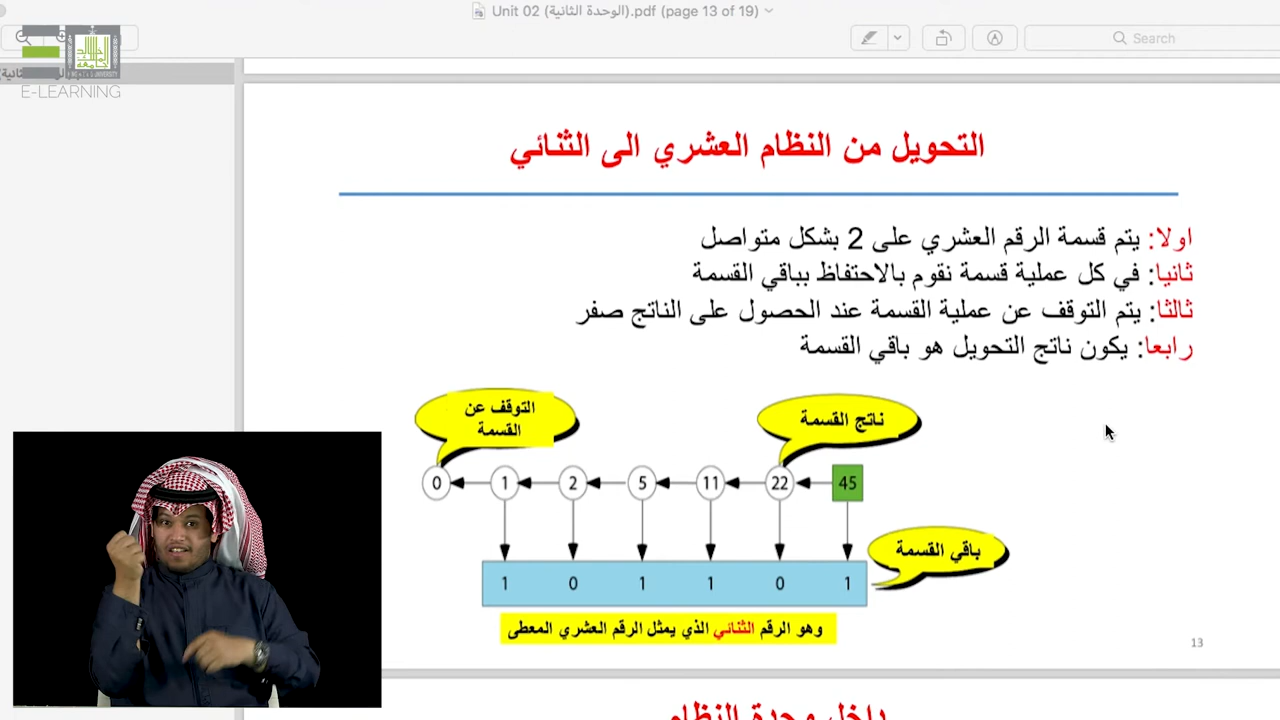 Unit 02 (الوحدة الثانية).pdf (page 13 of 19)
Search
E-LEARNING
التحويل من النظام العشري الى الثنائي
اولا: يتم قسمة الرقم العشري على 2 بشكل متواصل
ثانيا: في كل عملية قسمة نقوم بالاحتفاظ بباقي القسمة
ثالثا: يتم التوقف عن عملية القسمة عند الحصول على الناتج صفر
رابعا: يكون ناتج التحويل هو باقي القسمة
ناتج القسمة
التوقف عن
القسمة
0 1 2 5 11 22 45
باقي القسمة
1 0 1 1 0 1
وهو الرقم الثنائي الذي يمثل الرقم العشري المعطى
13